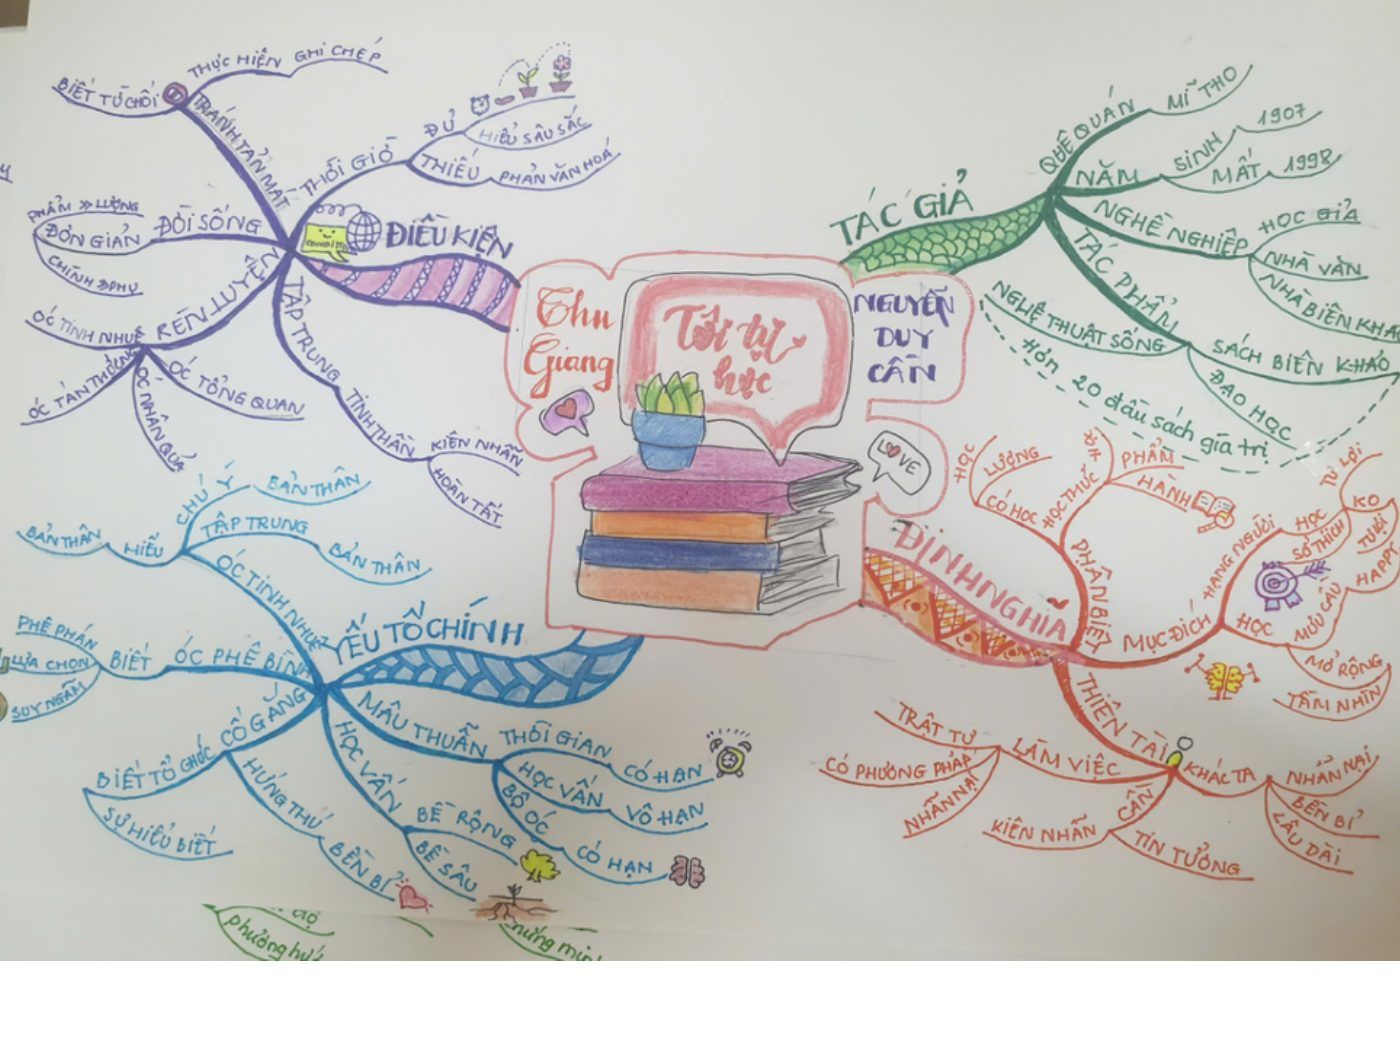 Thu
Giang
Tôi tự
học
NGUYỄN
DUY
CẦN
LOVE
TÁC GIẢ
QUÊ QUÁN
MĨ THO
NĂM
SINH
1907
MẤT
1998
NGHỀ NGHIỆP
HỌC GIẢ
NHÀ VĂN
NHÀ BIÊN KHẢO
TÁC PHẨM
NGHỆ THUẬT SỐNG
SÁCH BIÊN KHẢO
ĐẠO HỌC
Hơn 20 đầu sách giá trị
ĐỊNH NGHĨA
PHÂN BIỆT
CÓ HỌC
HỌC
LƯỢNG
HỌC THỨC
PHẨM
HÀNH
MỤC ĐÍCH
HẠNG NGƯỜI
HỌC
SỞ THÍCH
TƯ LỢI
HỌC
MƯU CẦU
HAPPY
MỞ RỘNG
TẦM NHÌN
THIÊN TÀI
LÀM VIỆC
TRẬT TỰ
CÓ PHƯƠNG PHÁP
NHẪN NẠI
CẦN
KIÊN NHẪN
TIN TƯỞNG
KHÁC TA
NHẪN NẠI
BỀN BỈ
LÂU DÀI
YẾU TỐ CHÍNH
ÓC TINH NHUỆ
HIỂU
BẢN THÂN
CHÚ Ý
BẢN THÂN
TẬP TRUNG
BẢN THÂN
ÓC PHÊ BÌNH
BIẾT
PHÊ PHÁN
LỰA CHỌN
SUY NGẪM
CỐ GẮNG
BIẾT TỔ CHỨC
SỰ HIỂU BIẾT
HỨNG THÚ
BỀN BỈ
HỌC VẤN
BỀ RỘNG
BỀ SÂU
MÂU THUẪN
THỜI GIAN
CÓ HẠN
HỌC VẤN
VÔ HẠN
BỘ ÓC
CÓ HẠN
ĐIỀU KIỆN
TRÁNH TẢN MÁT
BIẾT TỪ CHỐI
THỰC HIỆN GHI CHÉP
THỜI GIỜ
ĐỦ
HIỂU SÂU SẮC
THIẾU
PHẢN VĂN HOÁ
ĐỜI SỐNG
ĐƠN GIẢN
PHẨM >> LƯỢNG
CHÍNH >> PHỤ
RÈN LUYỆN
ÓC TINH NHUỆ
ÓC TÁN THƯỞNG
ÓC NHÂN QUẢ
ÓC TỔNG QUAN
TẬP TRUNG
TINH THẦN
KIÊN NHẪN
HOÀN TẤT